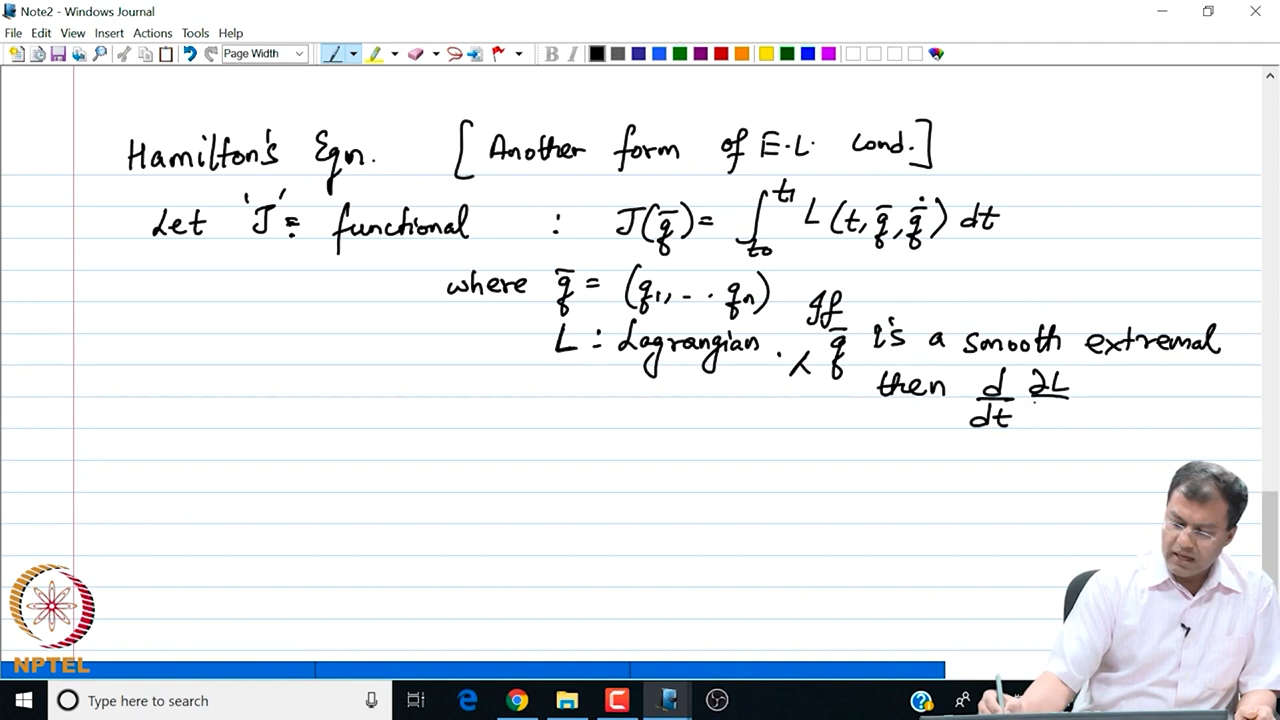 Note2 - Windows Journal
File Edit View Insert Actions Tools Help
Page Width
B I
Hamilton's Eqn. [Another form of E.L. cond.]
Let 'J' = functional : J(q̄) = ∫_{t0}^{t1} L(t, q̄, q̄̇) dt
where q̄ = (q1, - .. qn)
L : Lagrangian . If q̄ is a smooth extremal
then d/dt ∂L
NPTEL
Type here to search